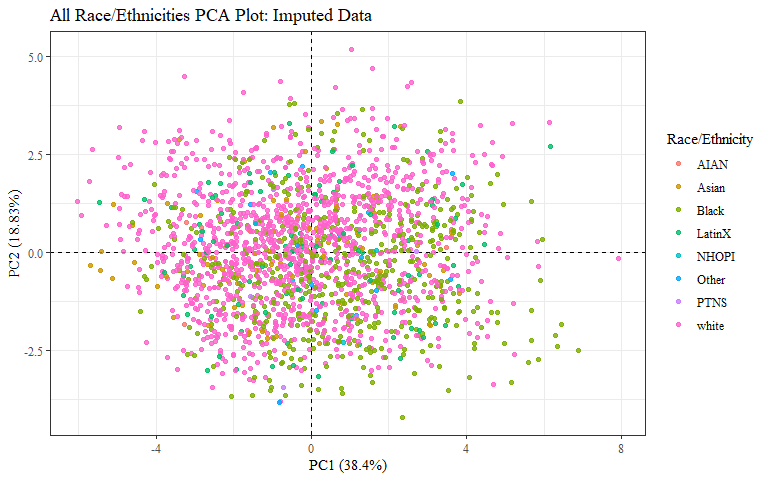 All Race/Ethnicities PCA Plot: Imputed Data
PC2 (18.83%)
5.0
2.5
0.0
-2.5
-4
0
4
8
PC1 (38.4%)
Race/Ethnicity
AIAN
Asian
Black
LatinX
NHOPI
Other
PTNS
white